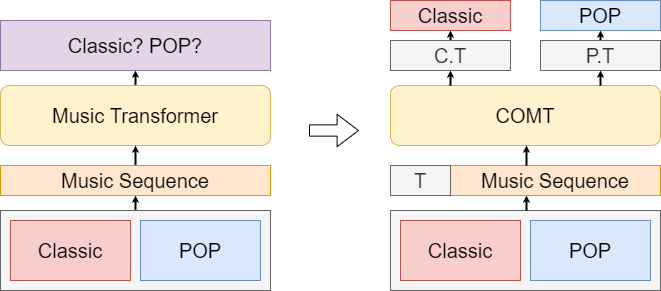 Classic? POP?
Music Transformer
Music Sequence
Classic
POP
Classic
POP
C.T
P.T
COMT
T
Music Sequence
Classic
POP